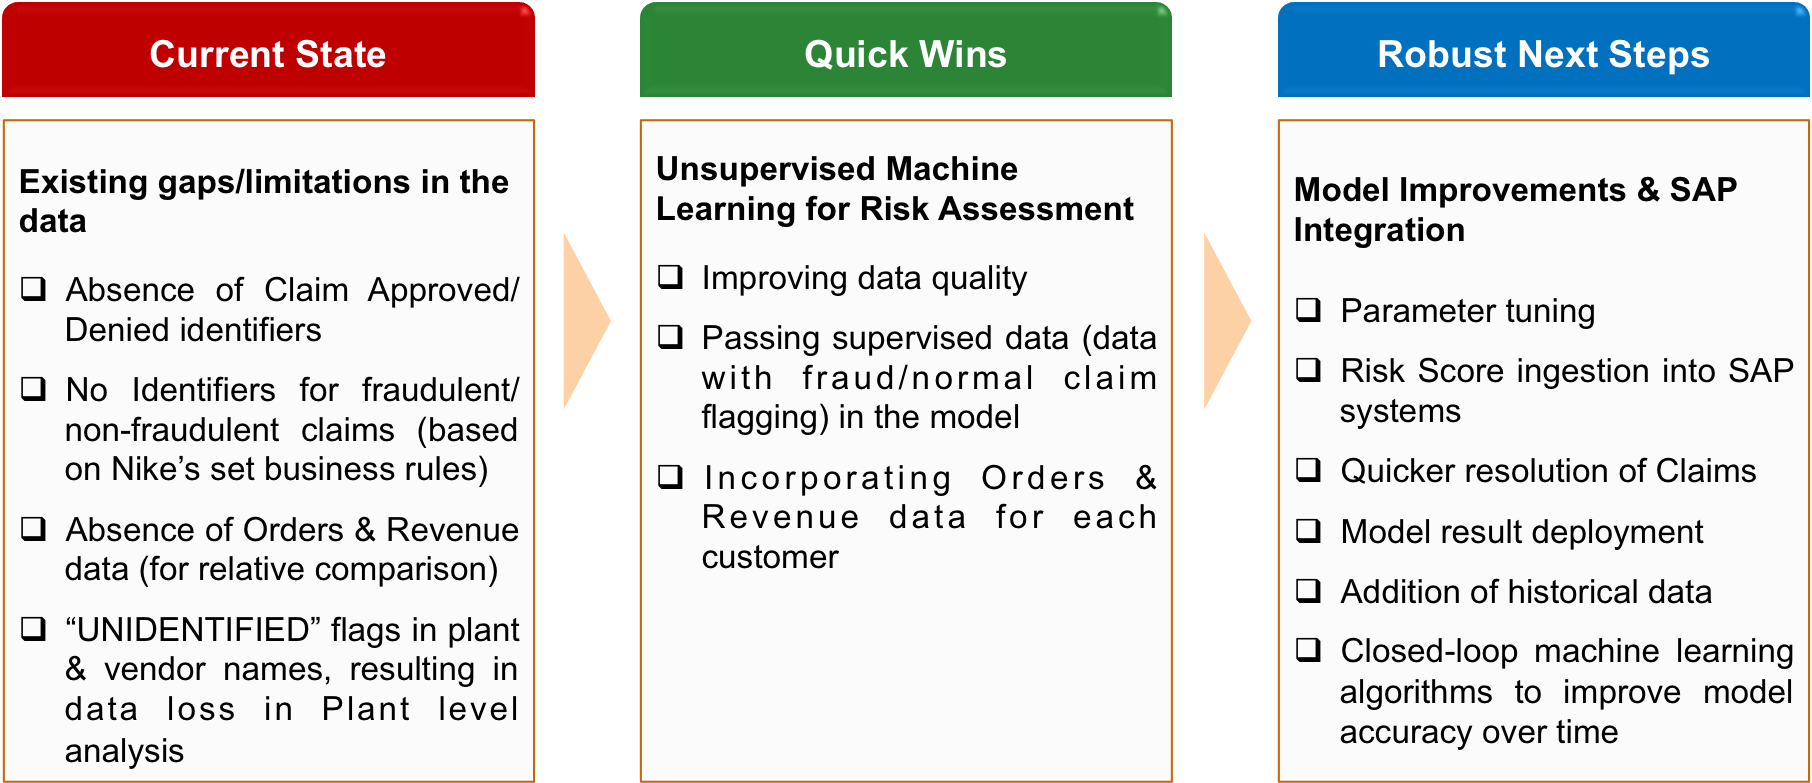 Current State
Existing gaps/limitations in the
data
❑ Absence of Claim Approved/
Denied identifiers
❑ No Identifiers for fraudulent/
non-fraudulent claims (based
on Nike’s set business rules)
❑ Absence of Orders & Revenue
data (for relative comparison)
❑ “UNIDENTIFIED” flags in plant
& vendor names, resulting in
data loss in Plant level
analysis
Quick Wins
Unsupervised Machine
Learning for Risk Assessment
❑ Improving data quality
❑ Passing supervised data (data
with fraud/normal claim
flagging) in the model
❑ Incorporating Orders &
Revenue data for each
customer
Robust Next Steps
Model Improvements & SAP
Integration
❑ Parameter tuning
❑ Risk Score ingestion into SAP
systems
❑ Quicker resolution of Claims
❑ Model result deployment
❑ Addition of historical data
❑ Closed-loop machine learning
algorithms to improve model
accuracy over time